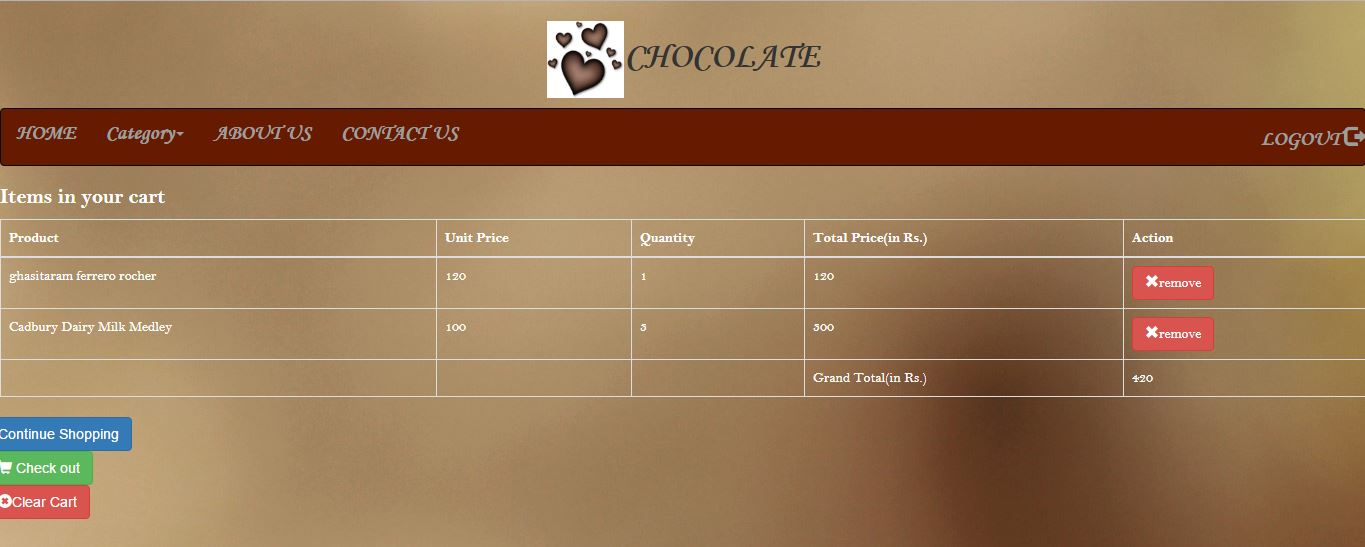 CHOCOLATE
HOME Category ABOUT US CONTACT US LOGOUT
Items in your cart
Product Unit Price Quantity Total Price(in Rs.) Action
ghasitaram ferrero rocher 120 1 120 remove
Cadbury Dairy Milk Medley 100 3 300 remove
Grand Total(in Rs.) 420
Continue Shopping
Check out
Clear Cart